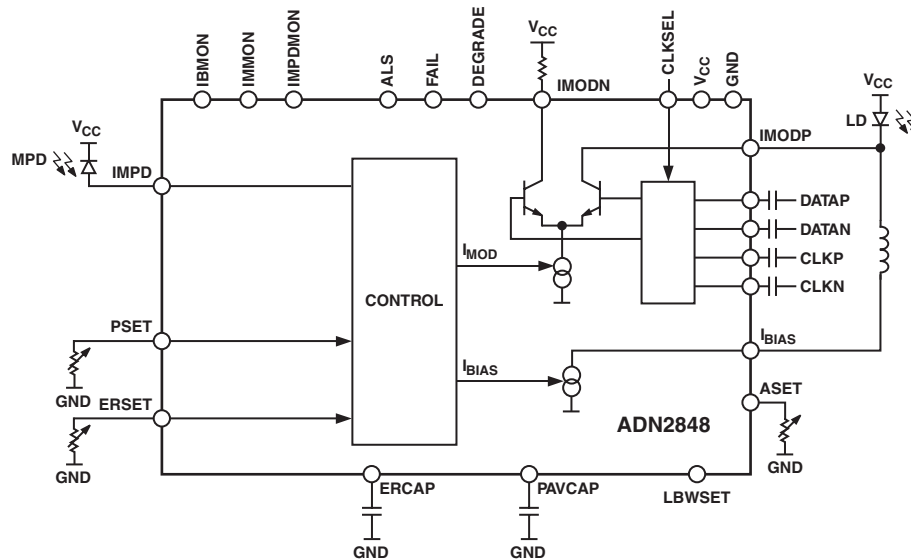 IBMON
IMMON
IMPDMON
ALS
FAIL
DEGRADE
VCC
IMODN
CLKSEL
VCC
GND
VCC
LD
IMODP
VCC
MPD
IMPD
DATAP
DATAN
CLKP
CLKN
IMOD
CONTROL
PSET
GND
IBIAS
IBIAS
ERSET
GND
ASET
GND
ADN2848
ERCAP
GND
PAVCAP
GND
LBWSET